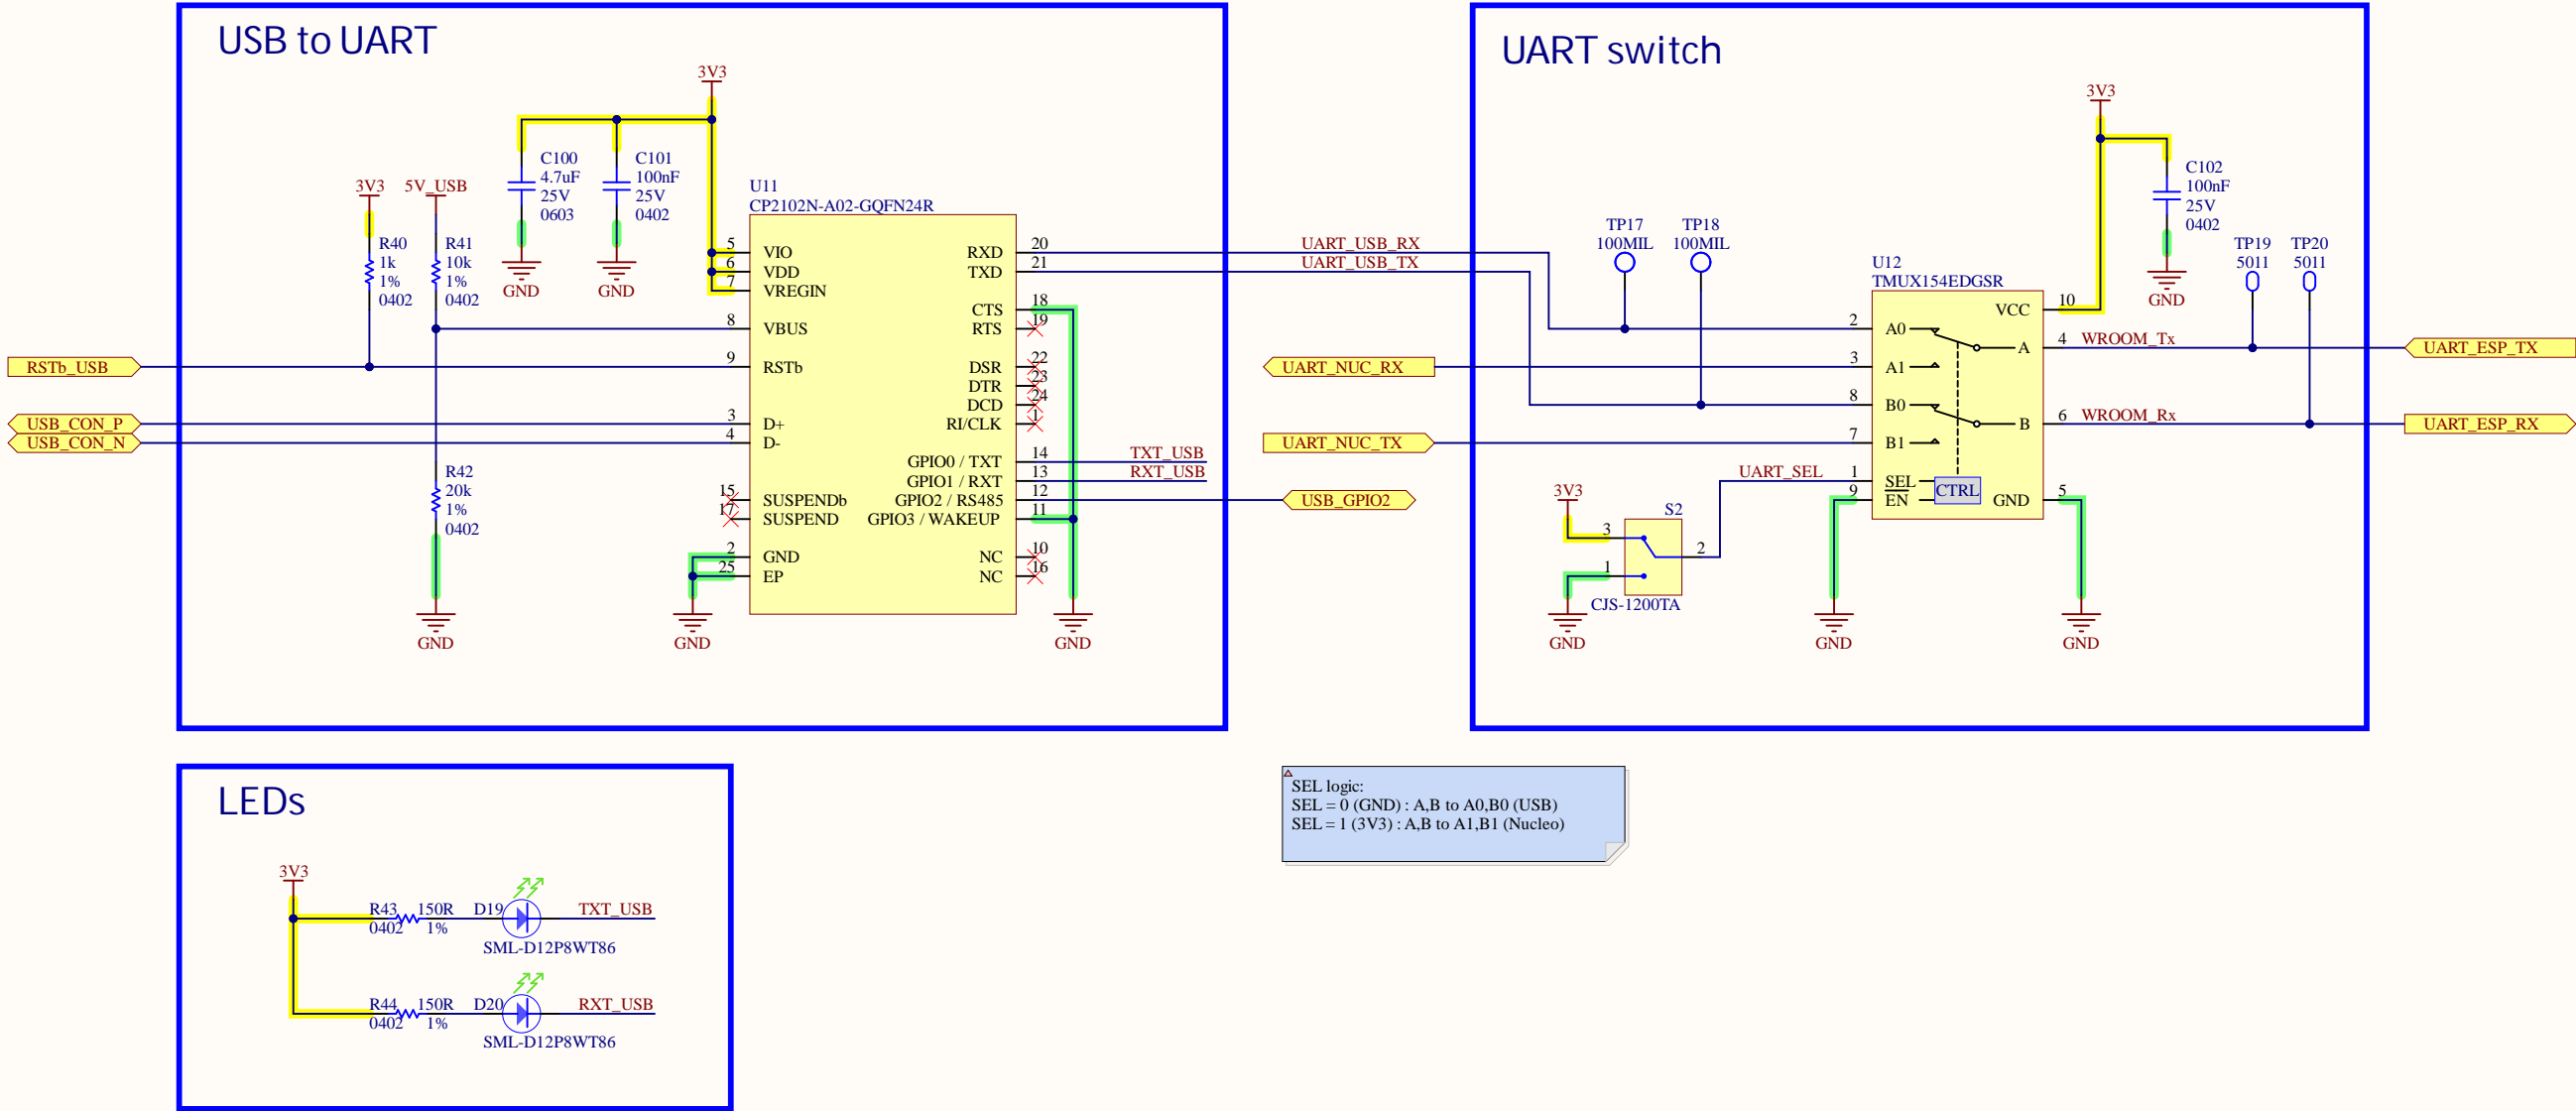 USB to UART
3V3
C100
4.7uF
25V
0603
GND
C101
100nF
25V
0402
GND
3V3
R40
1k
1%
0402
5V_USB
R41
10k
1%
0402
R42
20k
1%
0402
GND
RSTb_USB
USB_CON_P
USB_CON_N
U11
CP2102N-A02-GQFN24R
5 VIO
6 VDD
7 VREGIN
8 VBUS
9 RSTb
3 D+
4 D-
15 SUSPENDb
17 SUSPEND
2 GND
25 EP
GND
RXD 20
TXD 21
CTS 18
RTS 19
DSR 22
DTR 23
DCD 24
RI/CLK 1
GPIO0 / TXT 14
GPIO1 / RXT 13
GPIO2 / RS485 12
GPIO3 / WAKEUP 11
NC 10
NC 16
GND
TXT_USB
RXT_USB
USB_GPIO2
UART_USB_RX
UART_USB_TX
UART_NUC_RX
UART_NUC_TX
UART switch
TP17
100MIL
TP18
100MIL
3V3
C102
100nF
25V
0402
GND
TP19
5011
TP20
5011
U12
TMUX154EDGSR
2 A0
3 A1
8 B0
7 B1
1 SEL
9 EN
CTRL
VCC 10
A 4
B 6
GND 5
WROOM_Tx
WROOM_Rx
UART_ESP_TX
UART_ESP_RX
UART_SEL
3V3
S2
3
1
2
CJS-1200TA
GND
GND
GND
LEDs
3V3
R43 150R
0402 1%
D19
TXT_USB
SML-D12P8WT86
R44 150R
0402 1%
D20
RXT_USB
SML-D12P8WT86
SEL logic:
SEL = 0 (GND) : A,B to A0,B0 (USB)
SEL = 1 (3V3) : A,B to A1,B1 (Nucleo)